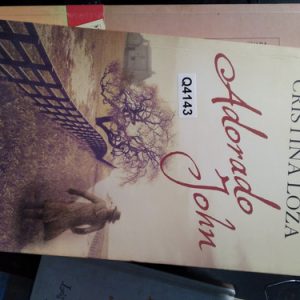 CRISTINA LOZA
Adorado
John
Q4143